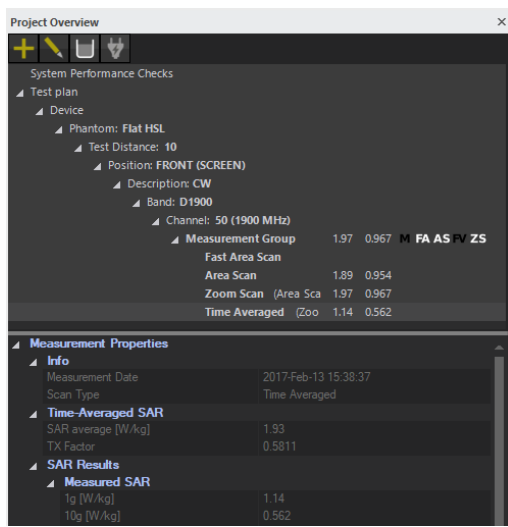 Project Overview
System Performance Checks
Test plan
Device
Phantom: Flat HSL
Test Distance: 10
Position: FRONT (SCREEN)
Description: CW
Band: D1900
Channel: 50 (1900 MHz)
Measurement Group 1.97 0.967 M FA AS FV ZS
Fast Area Scan
Area Scan 1.89 0.954
Zoom Scan (Area Sca 1.97 0.967
Time Averaged (Zoo 1.14 0.562
Measurement Properties
Info
Measurement Date 2017-Feb-13 15:38:37
Scan Type Time Averaged
Time-Averaged SAR
SAR average [W/kg] 1.93
TX Factor 0.5811
SAR Results
Measured SAR
1g [W/kg] 1.14
10g [W/kg] 0.562